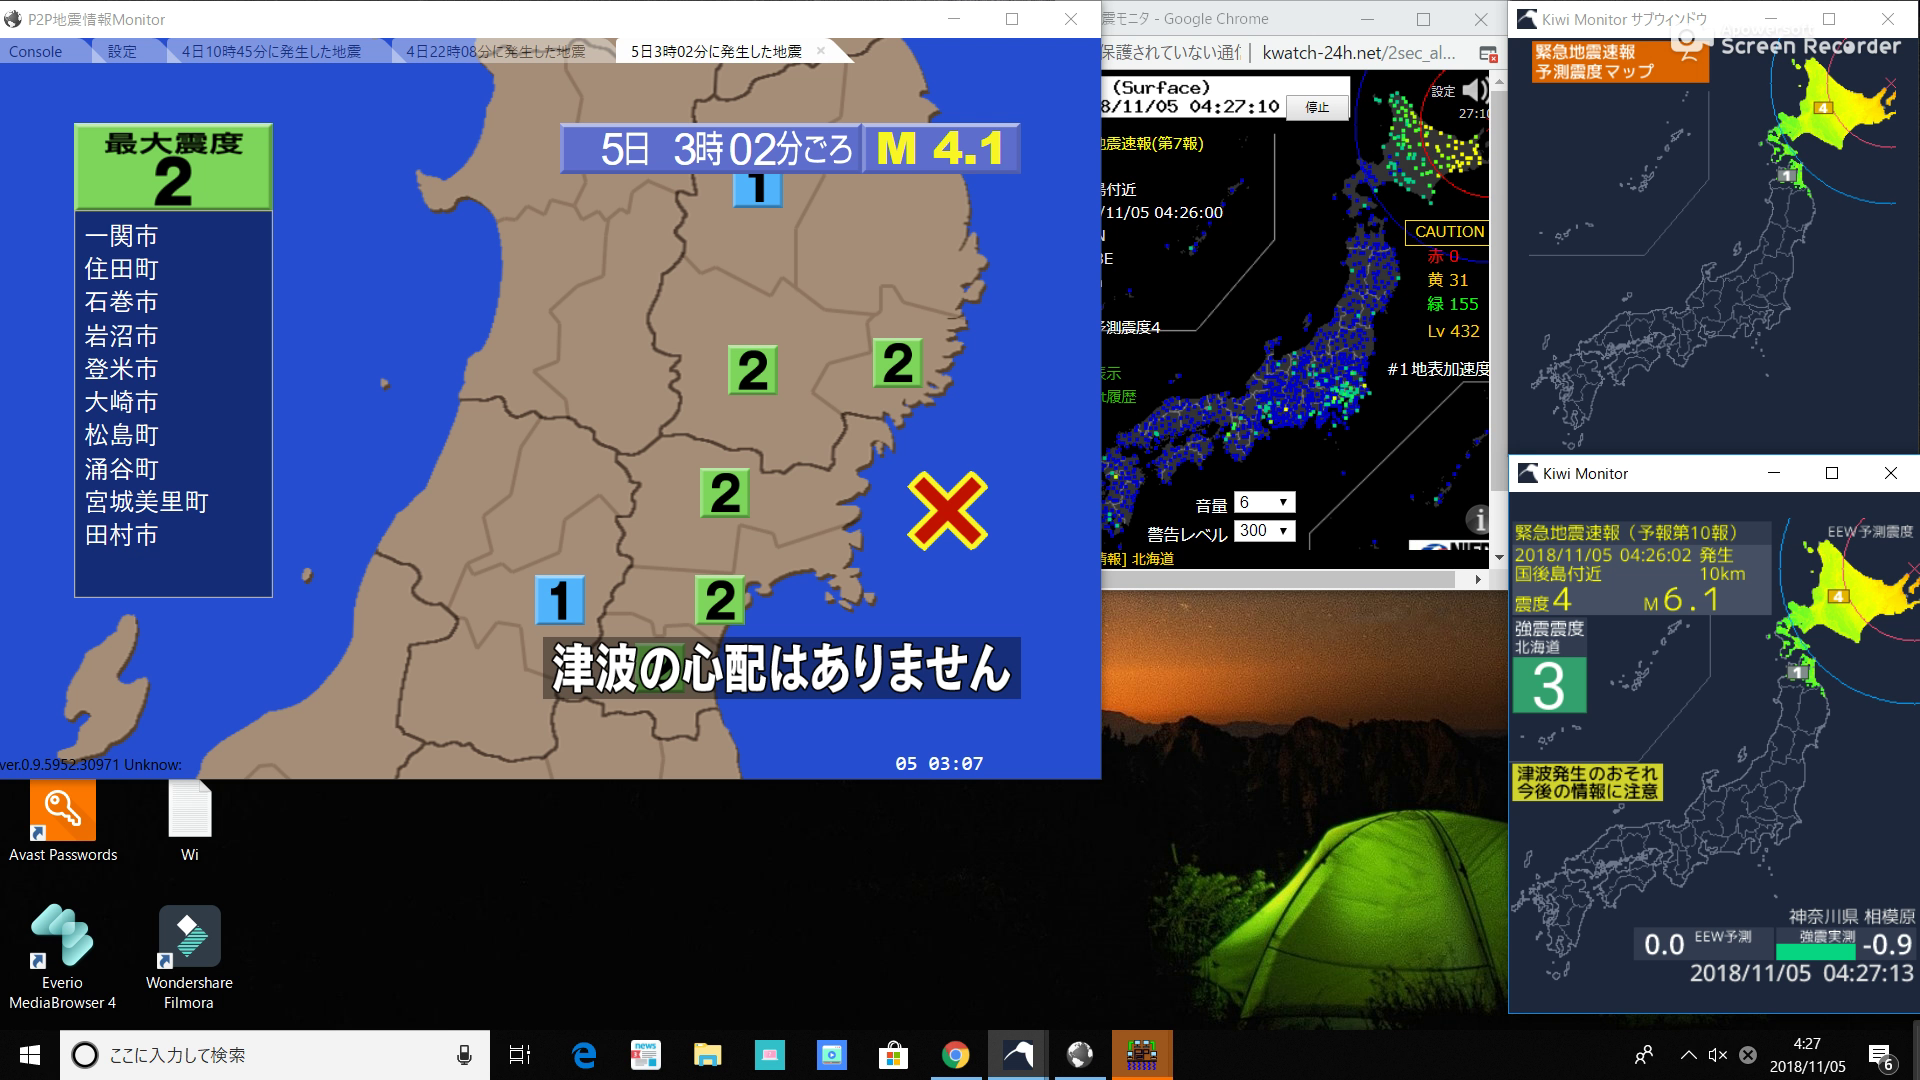 P2P地震情報Monitor
Console
設定
4日10時45分に発生した地震
4日22時08分に発生した地震
5日3時02分に発生した地震
最大震度
2
一関市
住田町
石巻市
岩沼市
登米市
大崎市
松島町
涌谷町
宮城美里町
田村市
5日 3時02分ごろ
M 4.1
1
2
2
2
1
2
津波の心配はありません
ver.0.9.5952.30971 Unknow:
05 03:07
震モニタ - Google Chrome
保護されていない通信
kwatch-24h.net/2sec_al...
(Surface)
8/11/05 04:27:10
停止
設定
27:10
地震速報(第7報)
島付近
/11/05 04:26:00
N
3E
予測震度4
表示
t履歴
CAUTION
赤 0
黄 31
緑 155
Lv 432
#1 地表加速度
音量
6
警告レベル
300
情報] 北海道
Kiwi Monitor サブウィンドウ
Screen Recorder
緊急地震速報
予測震度マップ
4
1
Kiwi Monitor
緊急地震速報（予報第10報）
2018/11/05 04:26:02 発生
国後島付近 10km
震度4 M6.1
EEW予測震度
強震震度
北海道
3
4
1
津波発生のおそれ
今後の情報に注意
神奈川県 相模原
0.0 EEW予測
強震実測 -0.9
2018/11/05 04:27:13
Avast Passwords
Wi
Everio
MediaBrowser 4
Wondershare
Filmora
ここに入力して検索
news
4:27
2018/11/05
6